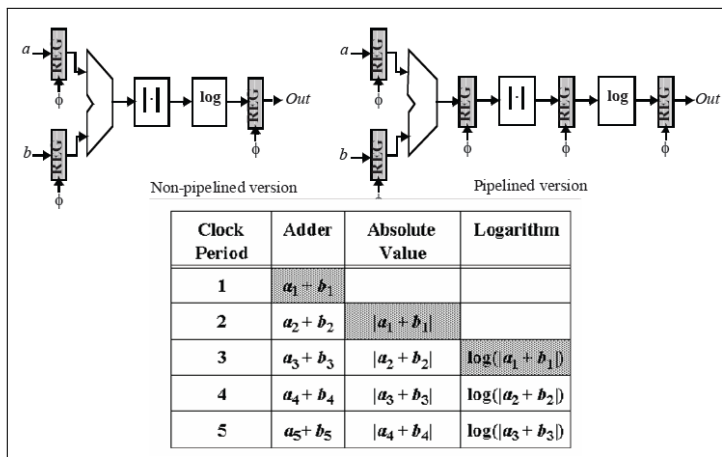 a
REG
ϕ
b
REG
ϕ
|·|
log
REG
ϕ
Out
Non-pipelined version
a
REG
ϕ
b
REG
ϕ
REG
ϕ
|·|
REG
ϕ
log
REG
ϕ
Out
Pipelined version
Clock Period Adder Absolute Value Logarithm
1 a₁ + b₁
2 a₂ + b₂ |a₁ + b₁|
3 a₃ + b₃ |a₂ + b₂| log(|a₁ + b₁|)
4 a₄ + b₄ |a₃ + b₃| log(|a₂ + b₂|)
5 a₅+ b₅ |a₄ + b₄| log(|a₃ + b₃|)